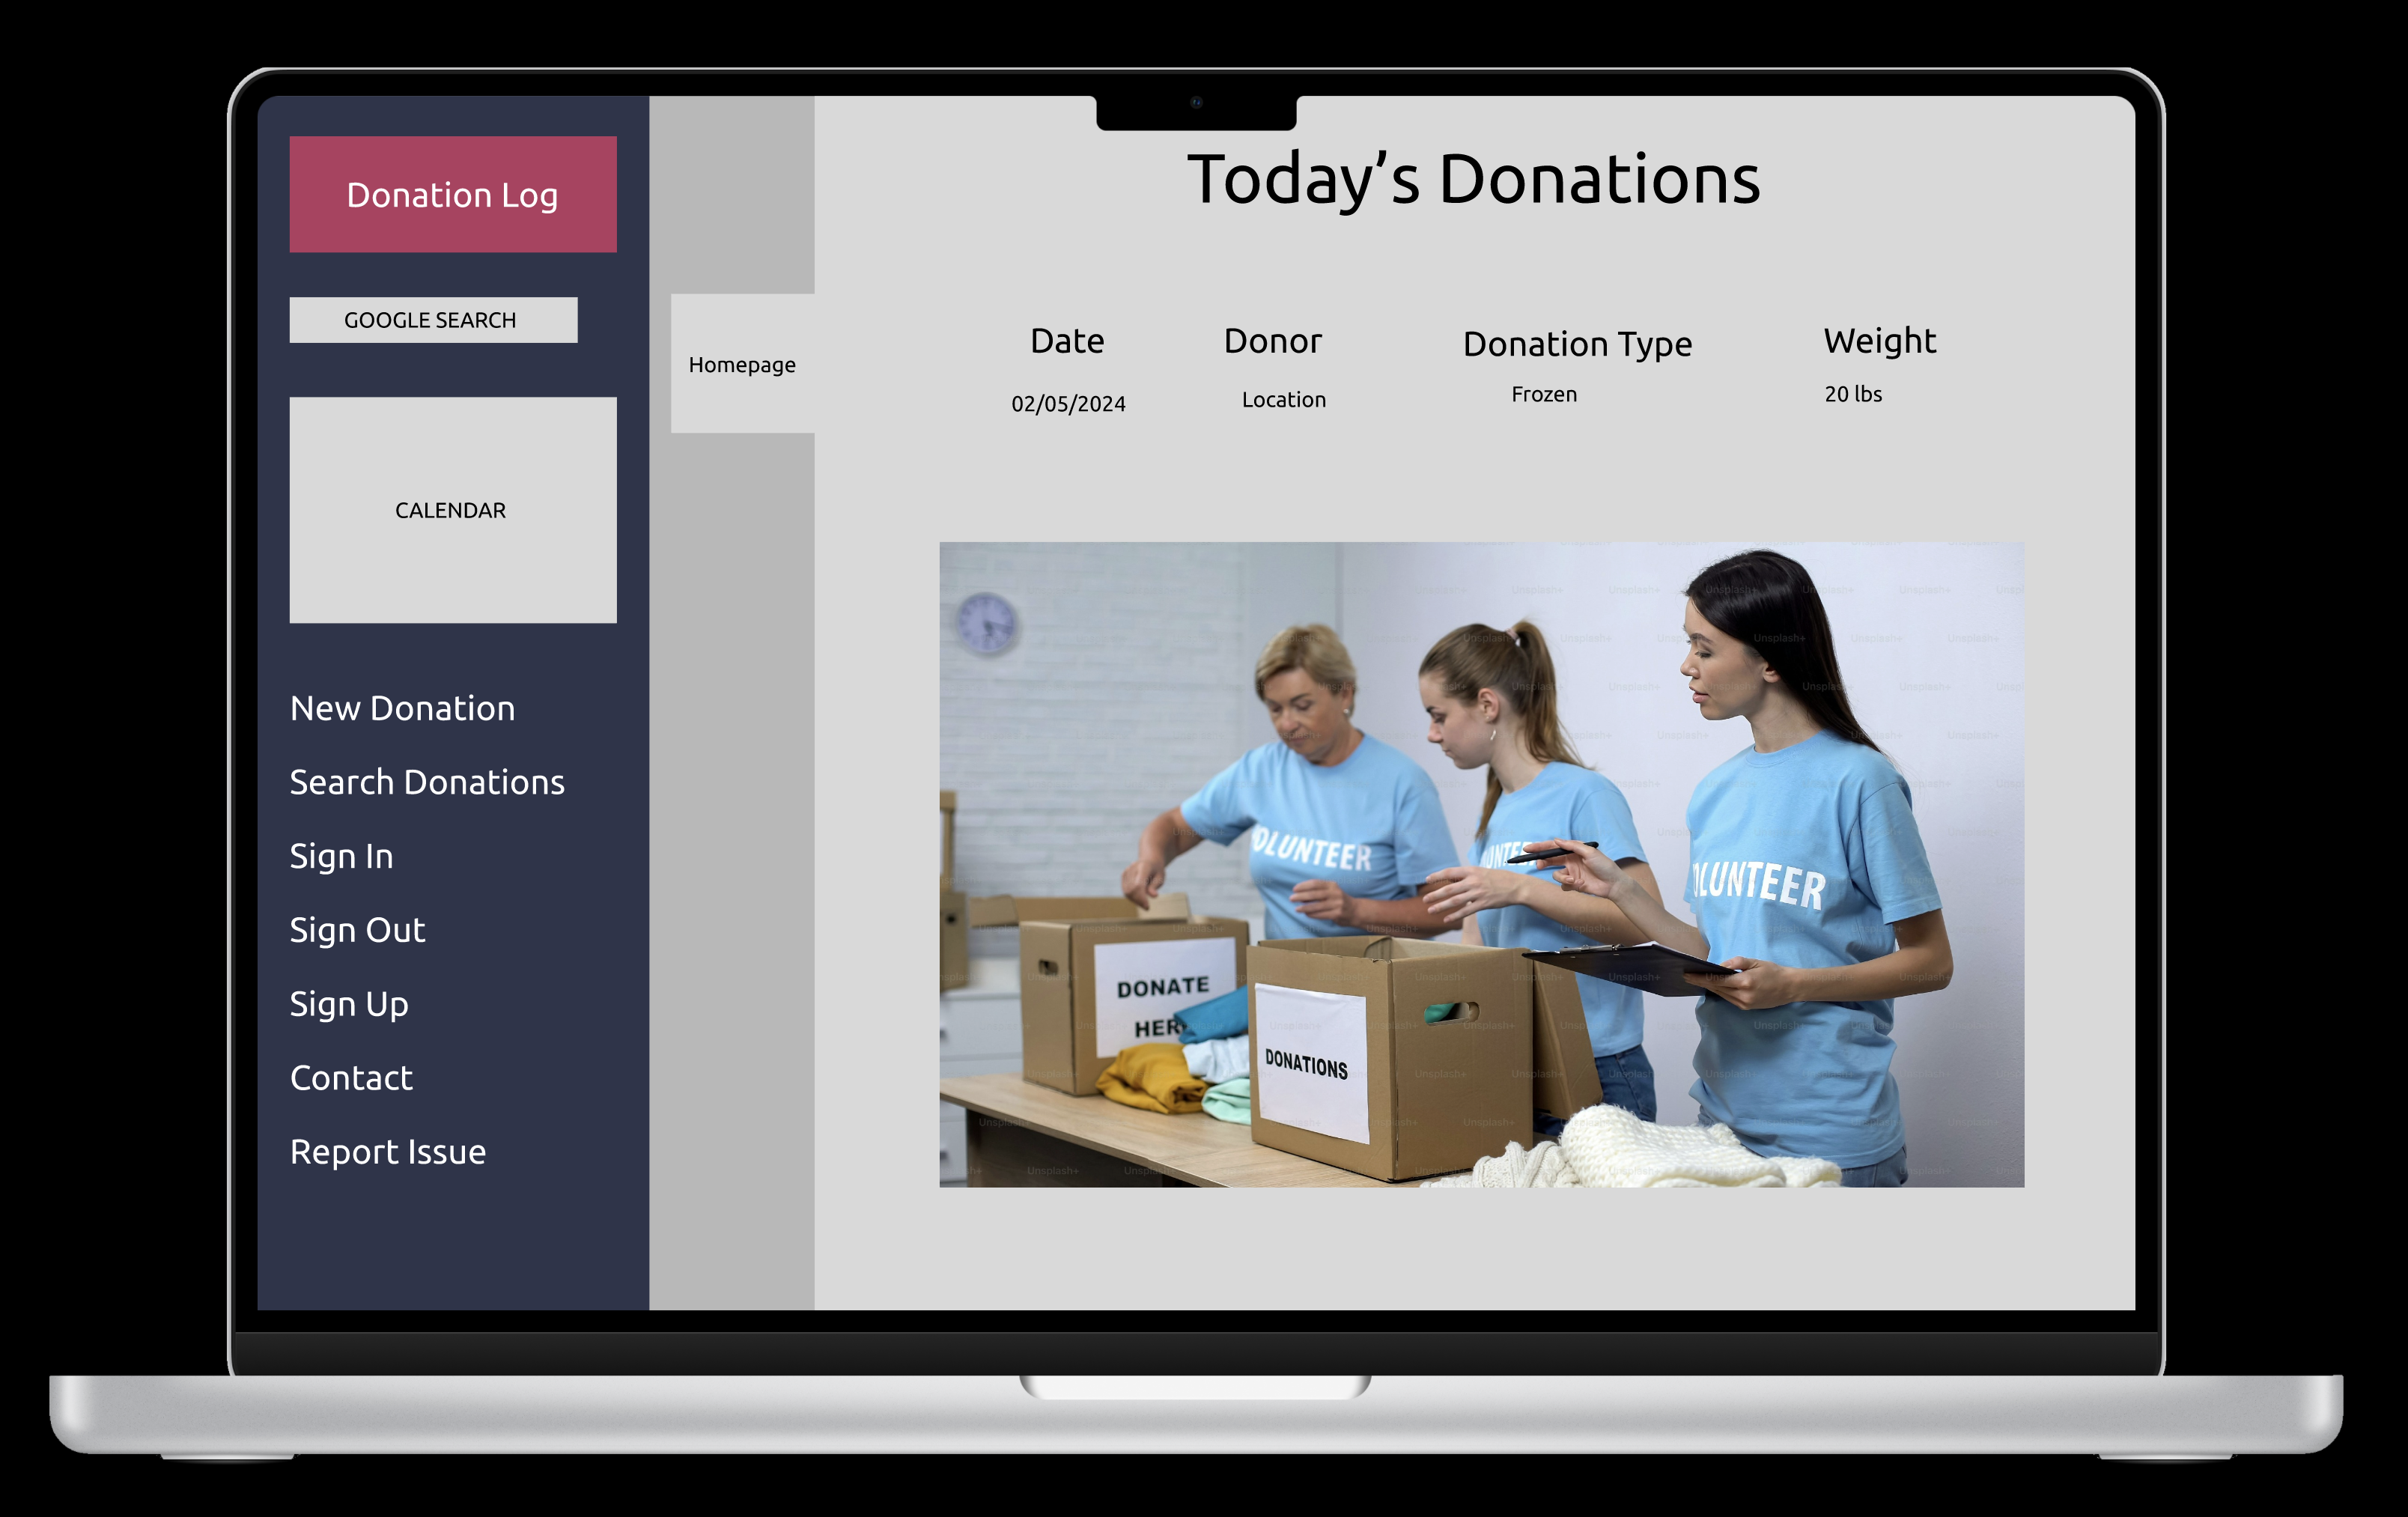 Donation Log
GOOGLE SEARCH
CALENDAR
New Donation
Search Donations
Sign In
Sign Out
Sign Up
Contact
Report Issue
Homepage
Today’s Donations
Date Donor Donation Type Weight
02/05/2024 Location Frozen 20 lbs
OLUNTEER
UNTEE
OLUNTEER
DONATE
HER
DONATIONS
Unsplash+